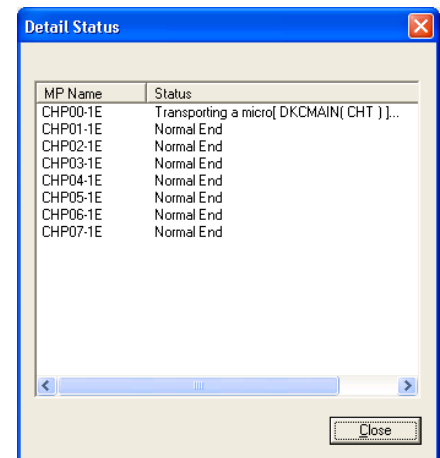 Detail Status
MP Name Status
CHP00-1E Transporting a micro[ DKCMAIN( CHT ) ]...
CHP01-1E Normal End
CHP02-1E Normal End
CHP03-1E Normal End
CHP04-1E Normal End
CHP05-1E Normal End
CHP06-1E Normal End
CHP07-1E Normal End
Close